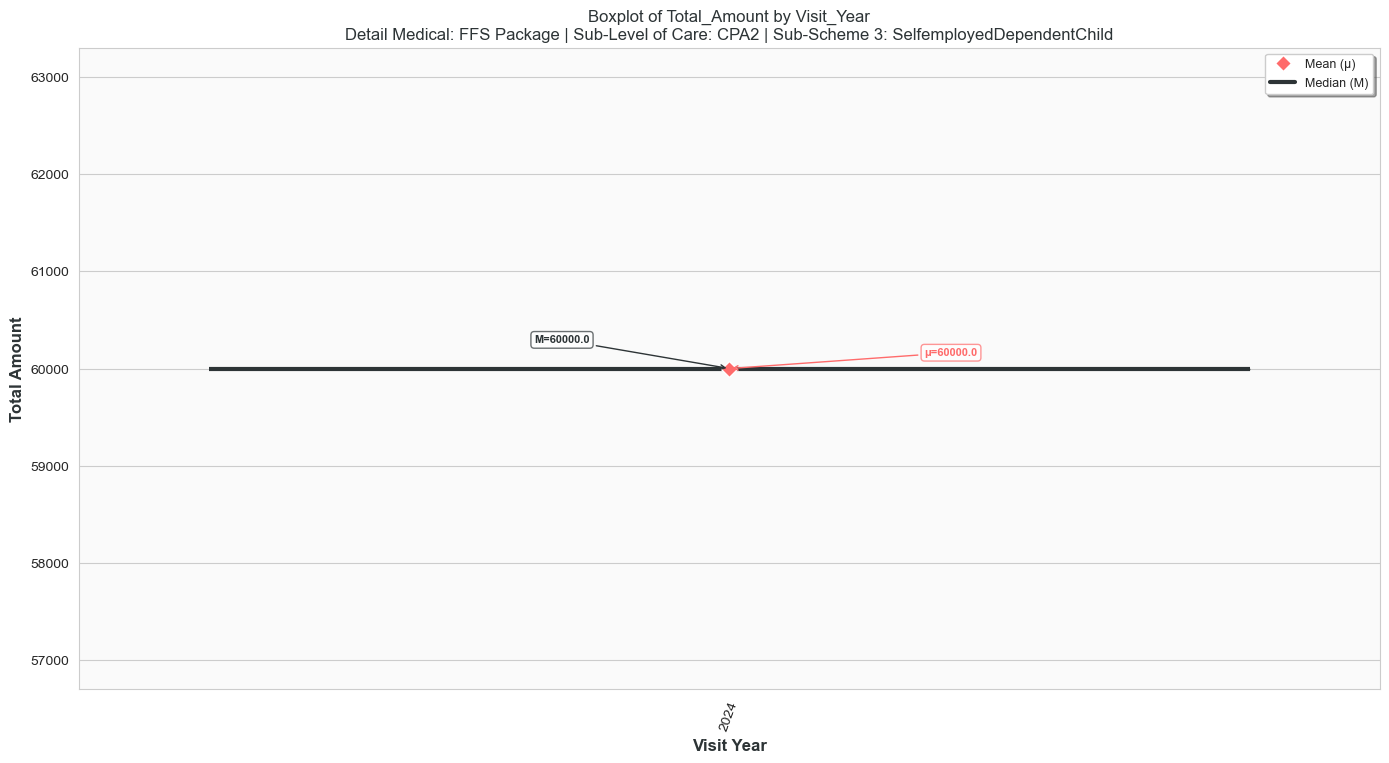 Boxplot of Total_Amount by Visit_Year
Detail Medical: FFS Package | Sub-Level of Care: CPA2 | Sub-Scheme 3: SelfemployedDependentChild
Mean (μ)
Median (M)
63000
62000
61000
60000
59000
58000
57000
Total Amount
M=60000.0
μ=60000.0
2024
Visit Year